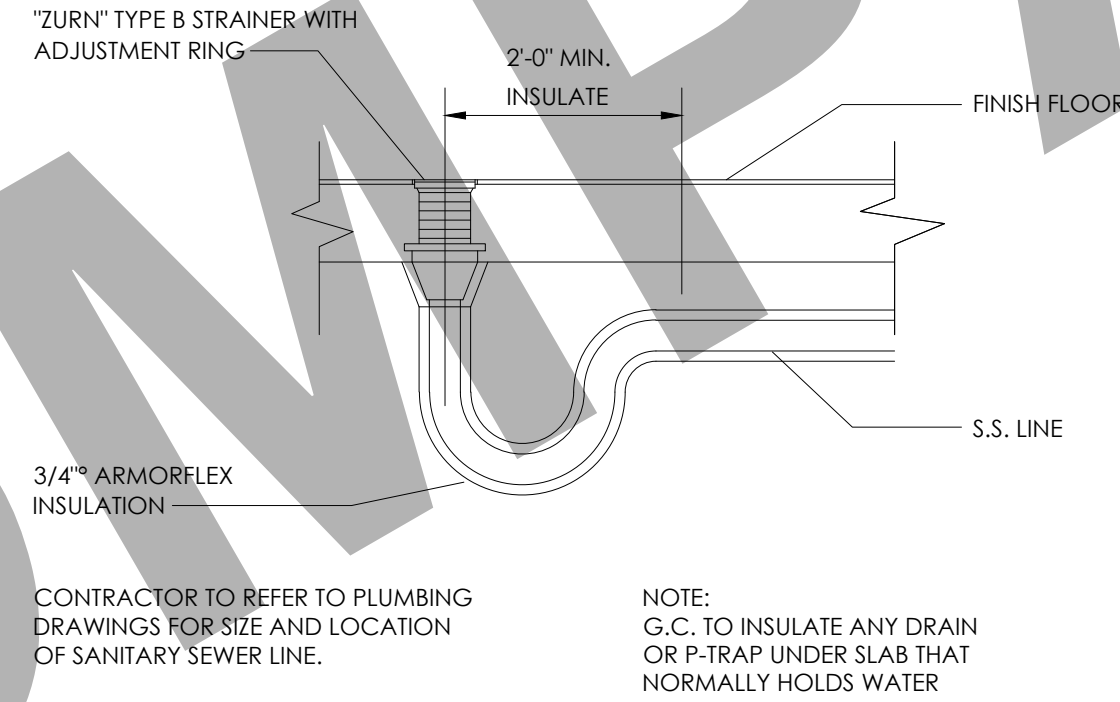 "ZURN" TYPE B STRAINER WITH
ADJUSTMENT RING
2'-0" MIN.
INSULATE
FINISH FLOOR
S.S. LINE
3/4"° ARMORFLEX
INSULATION
CONTRACTOR TO REFER TO PLUMBING
DRAWINGS FOR SIZE AND LOCATION
OF SANITARY SEWER LINE.
NOTE:
G.C. TO INSULATE ANY DRAIN
OR P-TRAP UNDER SLAB THAT
NORMALLY HOLDS WATER